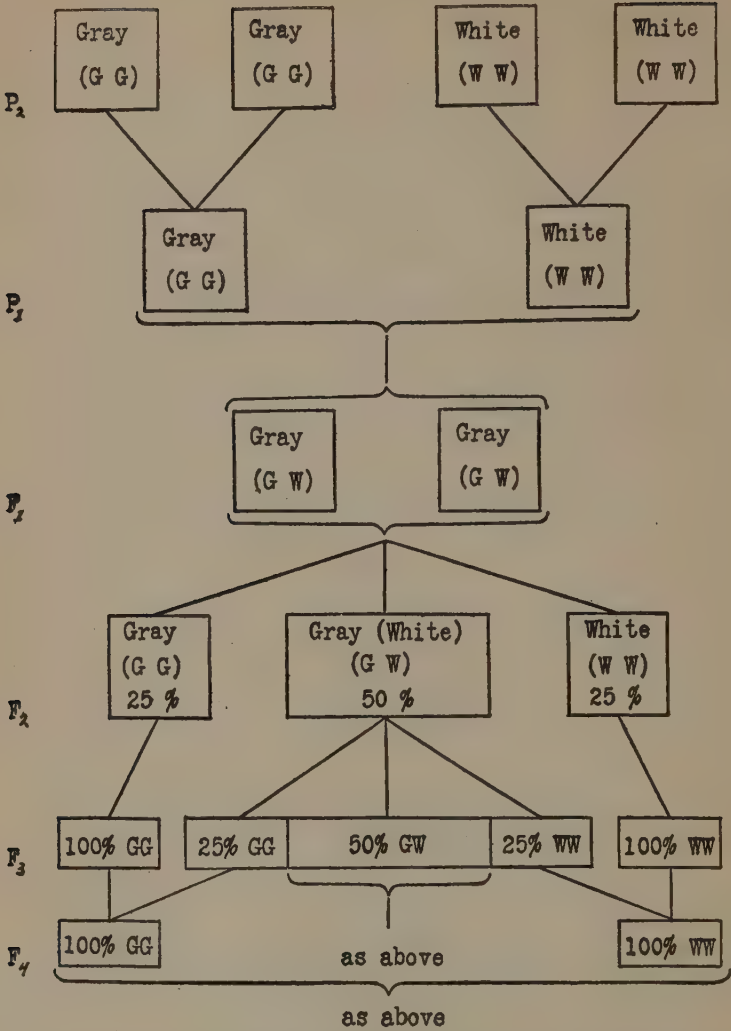 Gray Gray White White
(G G) (G G) (W W) (W W)
P₂
Gray White
(G G) (W W)
P₁
Gray Gray
(G W) (G W)
F₁
Gray Gray (White) White
(G G) (G W) (W W)
25 % 50 % 25 %
F₂
100% GG 25% GG 50% GW 25% WW 100% WW
F₃
100% GG as above 100% WW
F₄
as above